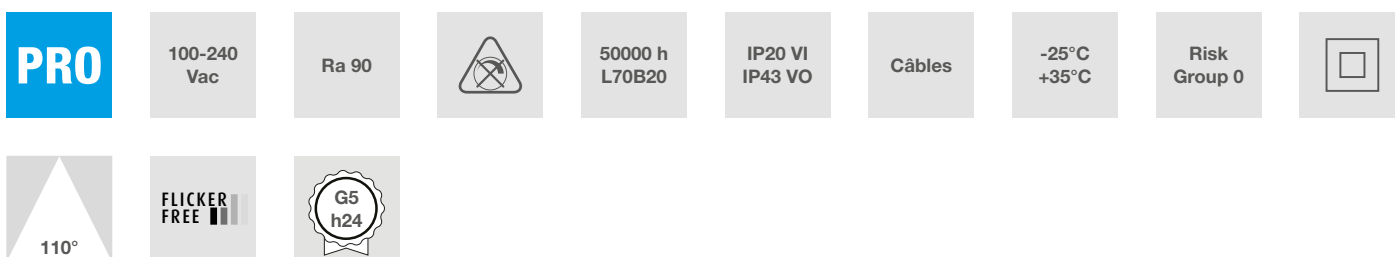 PRO
100-240
Vac
Ra 90
50000 h
L70B20
IP20 VI
IP43 VO
Câbles
-25°C
+35°C
Risk
Group 0
110°
FLICKER
FREE
G5
h24